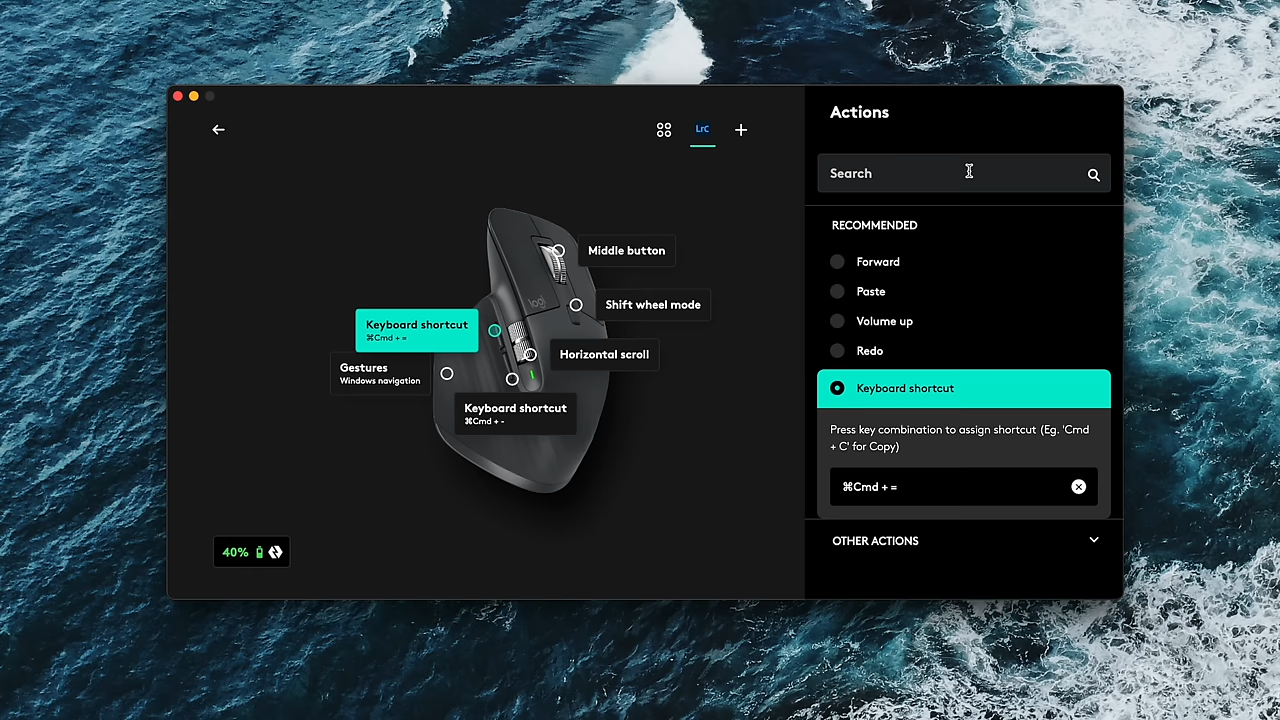 Actions
LrC
Search
RECOMMENDED
Forward
Paste
Volume up
Redo
Keyboard shortcut
Press key combination to assign shortcut (Eg. 'Cmd
+ C' for Copy)
⌘Cmd + =
OTHER ACTIONS
Middle button
Shift wheel mode
Keyboard shortcut
⌘Cmd + =
Horizontal scroll
Gestures
Windows navigation
Keyboard shortcut
⌘Cmd + -
logi
40%